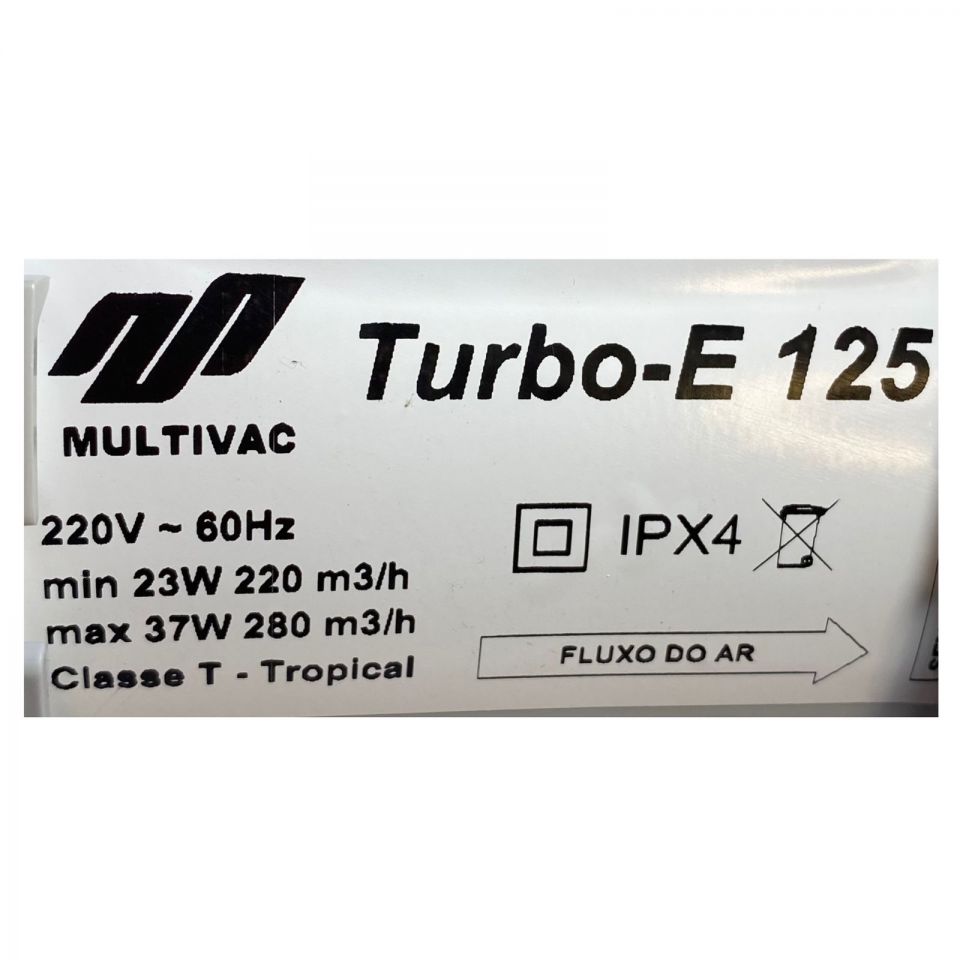 MULTIVAC
Turbo-E 125
220V ~ 60Hz
min 23W 220 m3/h
max 37W 280 m3/h
Classe T - Tropical
IPX4
FLUXO DO AR